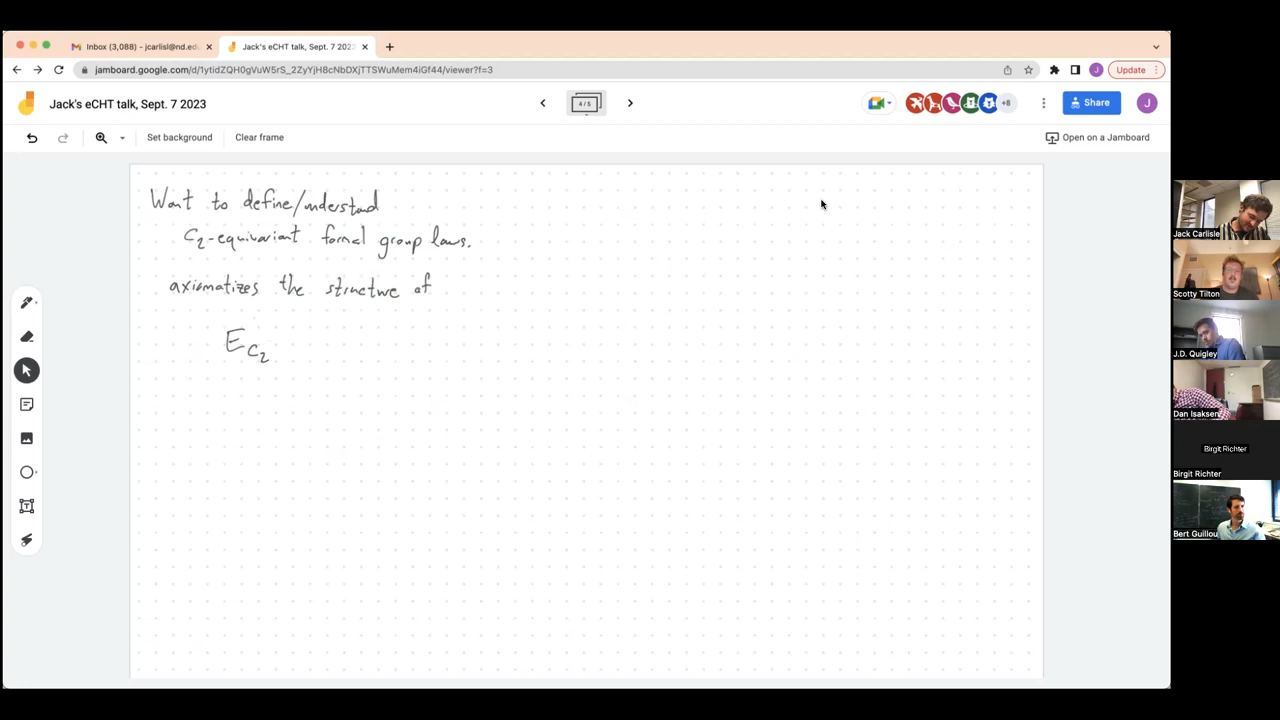 Inbox (3,088) - jcarlisl@nd.ed
Jack's eCHT talk, Sept. 7 202
jamboard.google.com/d/1ytidZQH0gVuW5rS_2ZyYjH8cNbDXjTTSWuMem4iGf44/viewer?f=3
J
Update
Jack's eCHT talk, Sept. 7 2023
4/5
+8
Share
J
Set background
Clear frame
Open on a Jamboard
Want to define/understand
C2-equivariant formal group laws.
axiomatizes the structure of
E C2
Jack Carlisle
Scotty Tilton
J.D. Quigley
Dan Isaksen
Birgit Richter
Birgit Richter
Bert Guillou